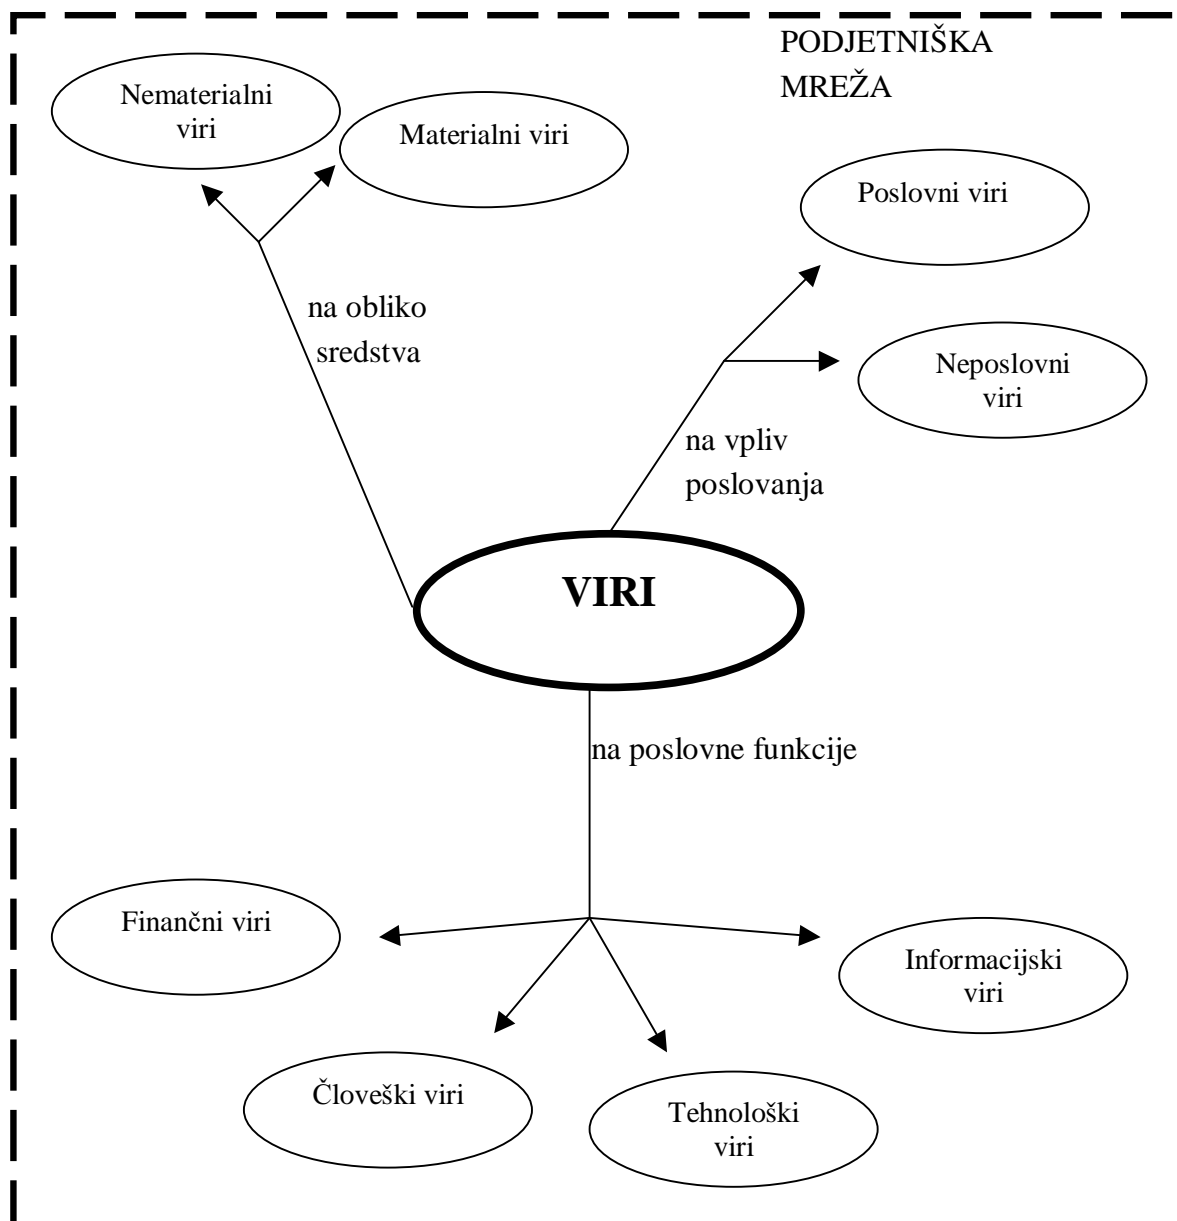 PODJETNIŠKA
MREŽA
Nematerialni
viri
Materialni viri
Poslovni viri
na obliko
sredstva
Neposlovni
viri
na vpliv
poslovanja
VIRI
na poslovne funkcije
Finančni viri
Informacijski
viri
Človeški viri
Tehnološki
viri